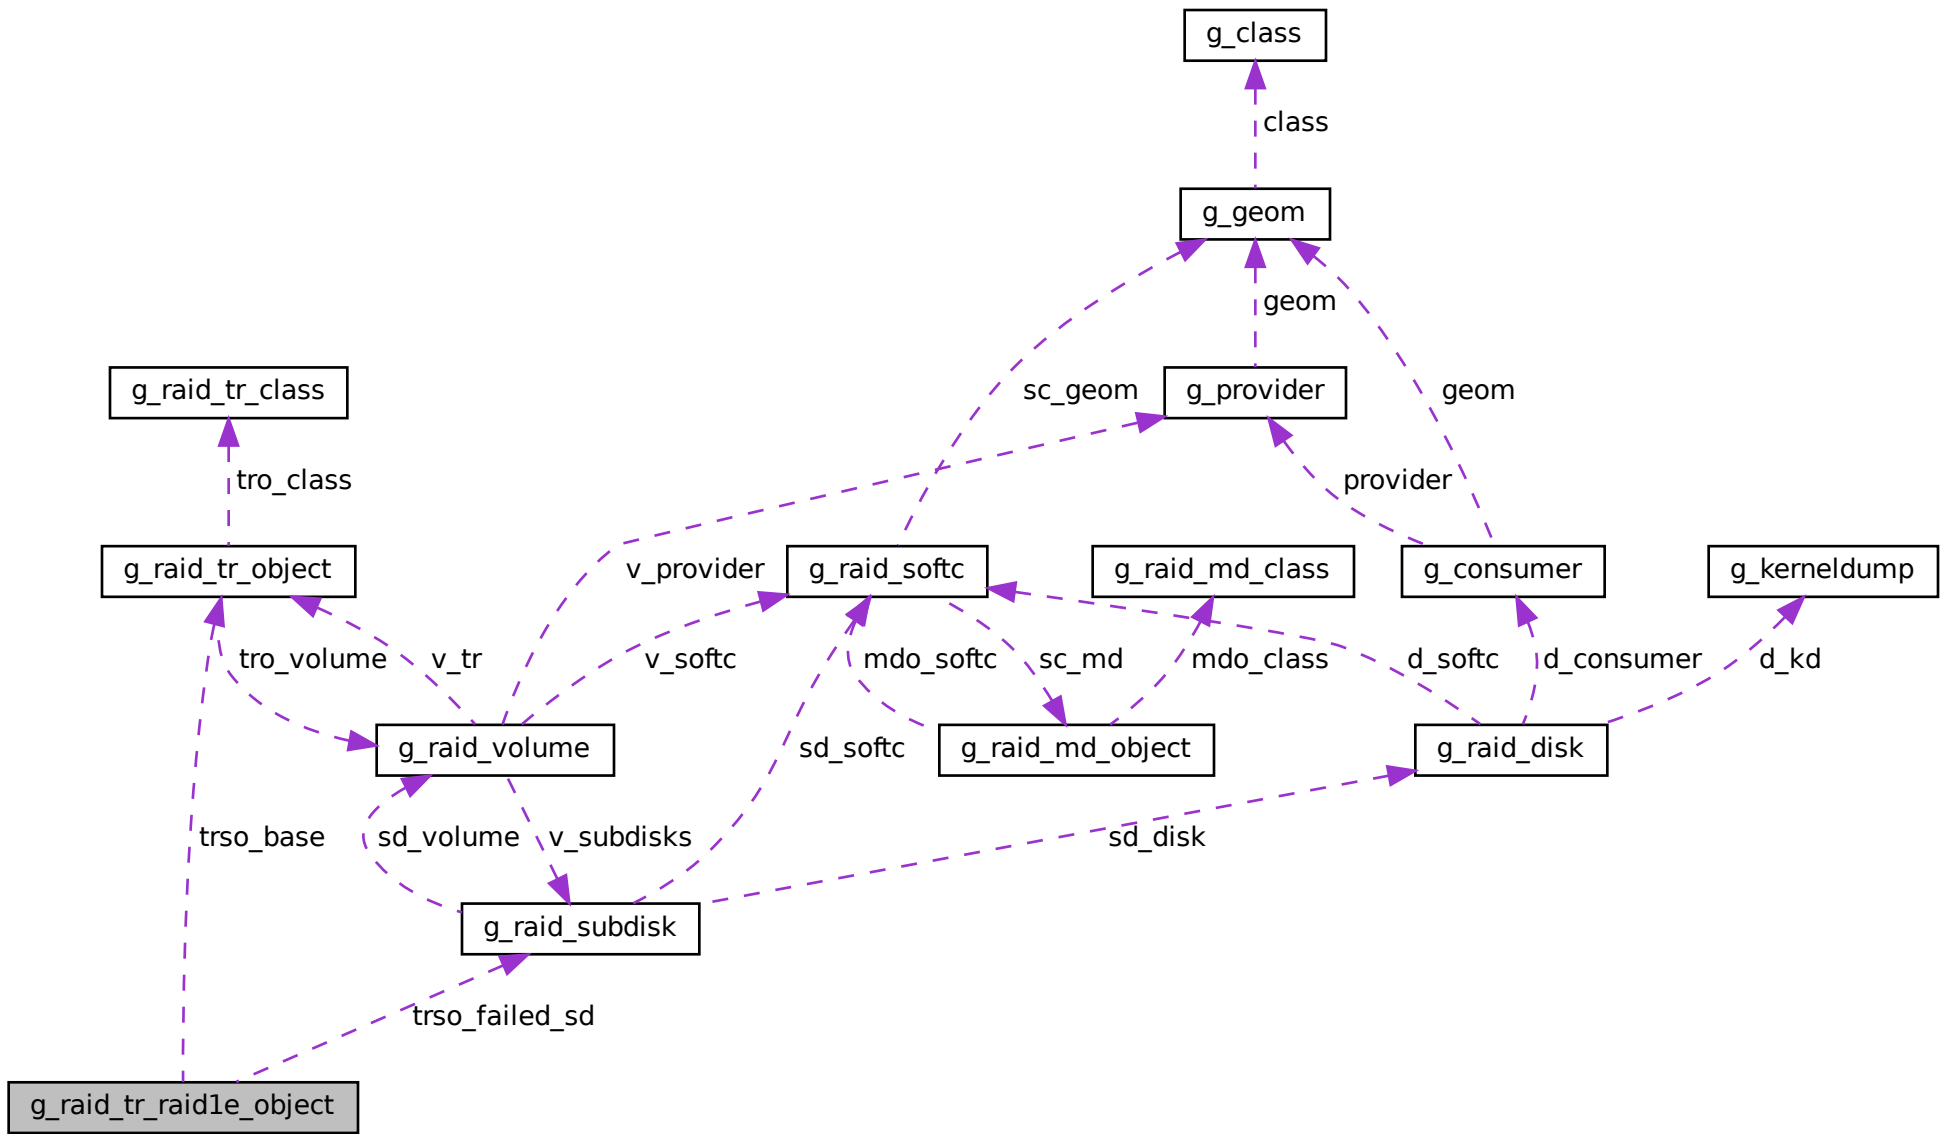 g_class
class
g_geom
geom
g_raid_tr_class
sc_geom
g_provider
geom
tro_class
provider
g_raid_tr_object
v_provider
g_raid_softc
g_raid_md_class
g_consumer
g_kerneldump
tro_volume
v_tr
v_softc
mdo_softc
sc_md
mdo_class
d_softc
d_consumer
d_kd
g_raid_volume
sd_softc
g_raid_md_object
g_raid_disk
trso_base
sd_volume
v_subdisks
sd_disk
g_raid_subdisk
trso_failed_sd
g_raid_tr_raid1e_object